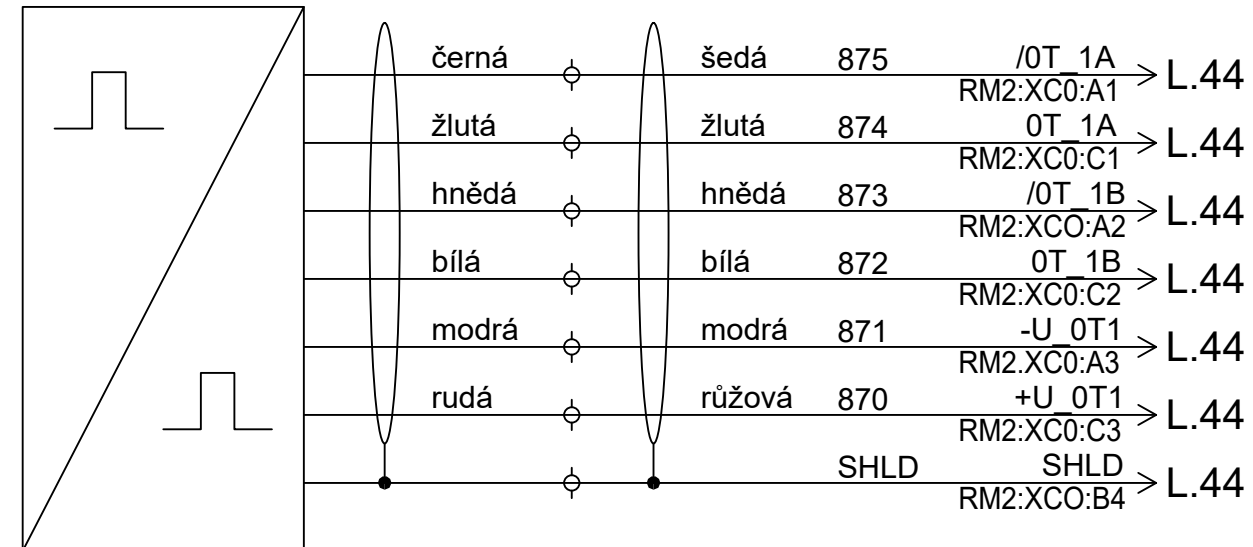 černá šedá 875 /0T_1A
RM2:XC0:A1 L.44
žlutá žlutá 874 0T_1A
RM2:XC0:C1 L.44
hnědá hnědá 873 /0T_1B
RM2:XCO:A2 L.44
bílá bílá 872 0T_1B
RM2:XC0:C2 L.44
modrá modrá 871 -U_0T1
RM2.XC0:A3 L.44
rudá růžová 870 +U_0T1
RM2:XC0:C3 L.44
SHLD SHLD
RM2:XCO:B4 L.44